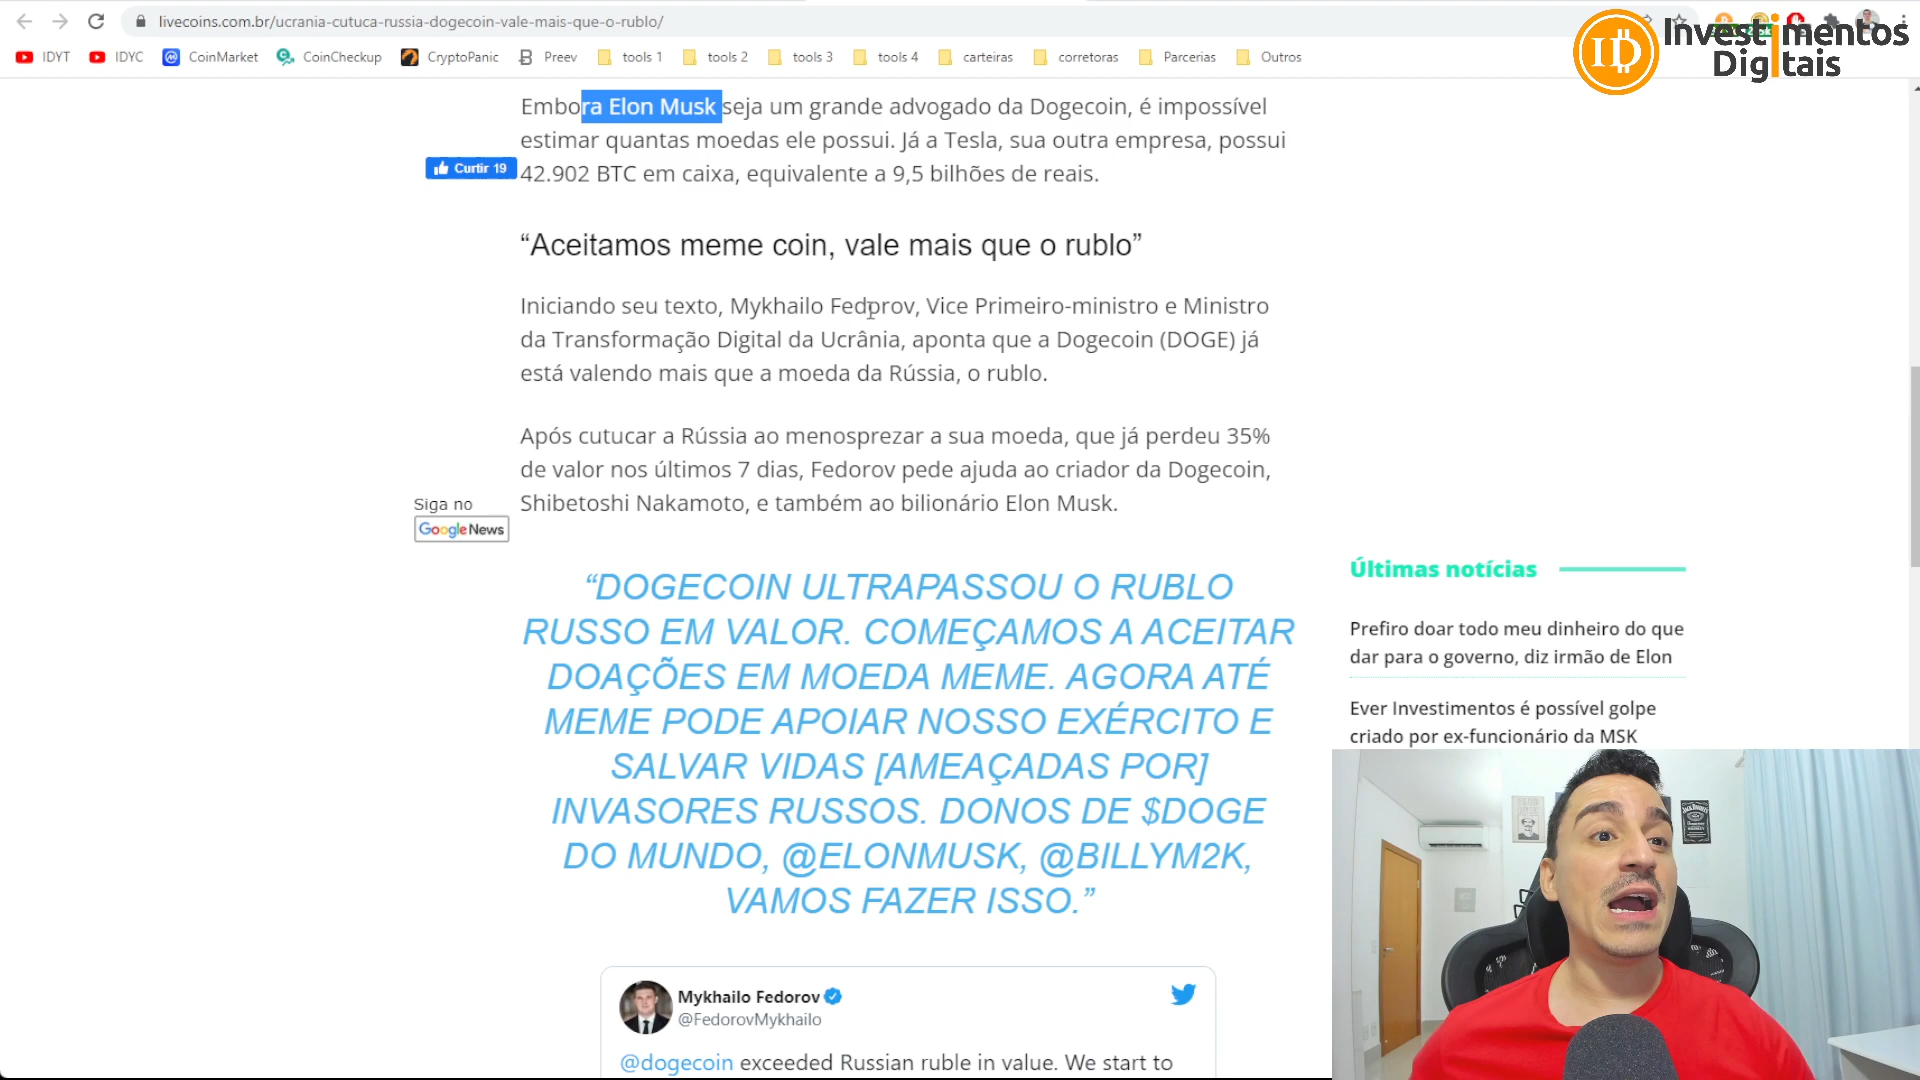 livecoins.com.br/ucrania-cutuca-russia-dogecoin-vale-mais-que-o-rublo/
IDYT
IDYC
CoinMarket
CoinCheckup
CryptoPanic
Preev
tools 1
tools 2
tools 3
tools 4
carteiras
corretoras
Parcerias
Outros
Investimentos
Digitais
Embora Elon Musk seja um grande advogado da Dogecoin, é impossível
estimar quantas moedas ele possui. Já a Tesla, sua outra empresa, possui
42.902 BTC em caixa, equivalente a 9,5 bilhões de reais.
Curtir 19
“Aceitamos meme coin, vale mais que o rublo”
Iniciando seu texto, Mykhailo Fedorov, Vice Primeiro-ministro e Ministro
da Transformação Digital da Ucrânia, aponta que a Dogecoin (DOGE) já
está valendo mais que a moeda da Rússia, o rublo.
Após cutucar a Rússia ao menosprezar a sua moeda, que já perdeu 35%
de valor nos últimos 7 dias, Fedorov pede ajuda ao criador da Dogecoin,
Shibetoshi Nakamoto, e também ao bilionário Elon Musk.
Siga no
Google News
“DOGECOIN ULTRAPASSOU O RUBLO
RUSSO EM VALOR. COMEÇAMOS A ACEITAR
DOAÇÕES EM MOEDA MEME. AGORA ATÉ
MEME PODE APOIAR NOSSO EXÉRCITO E
SALVAR VIDAS [AMEAÇADAS POR]
INVASORES RUSSOS. DONOS DE $DOGE
DO MUNDO, @ELONMUSK, @BILLYM2K,
VAMOS FAZER ISSO.”
Últimas notícias
Prefiro doar todo meu dinheiro do que
dar para o governo, diz irmão de Elon
Ever Investimentos é possível golpe
criado por ex-funcionário da MSK
JACK DANIEL'S
Mykhailo Fedorov
@FedorovMykhailo
@dogecoin exceeded Russian ruble in value. We start to